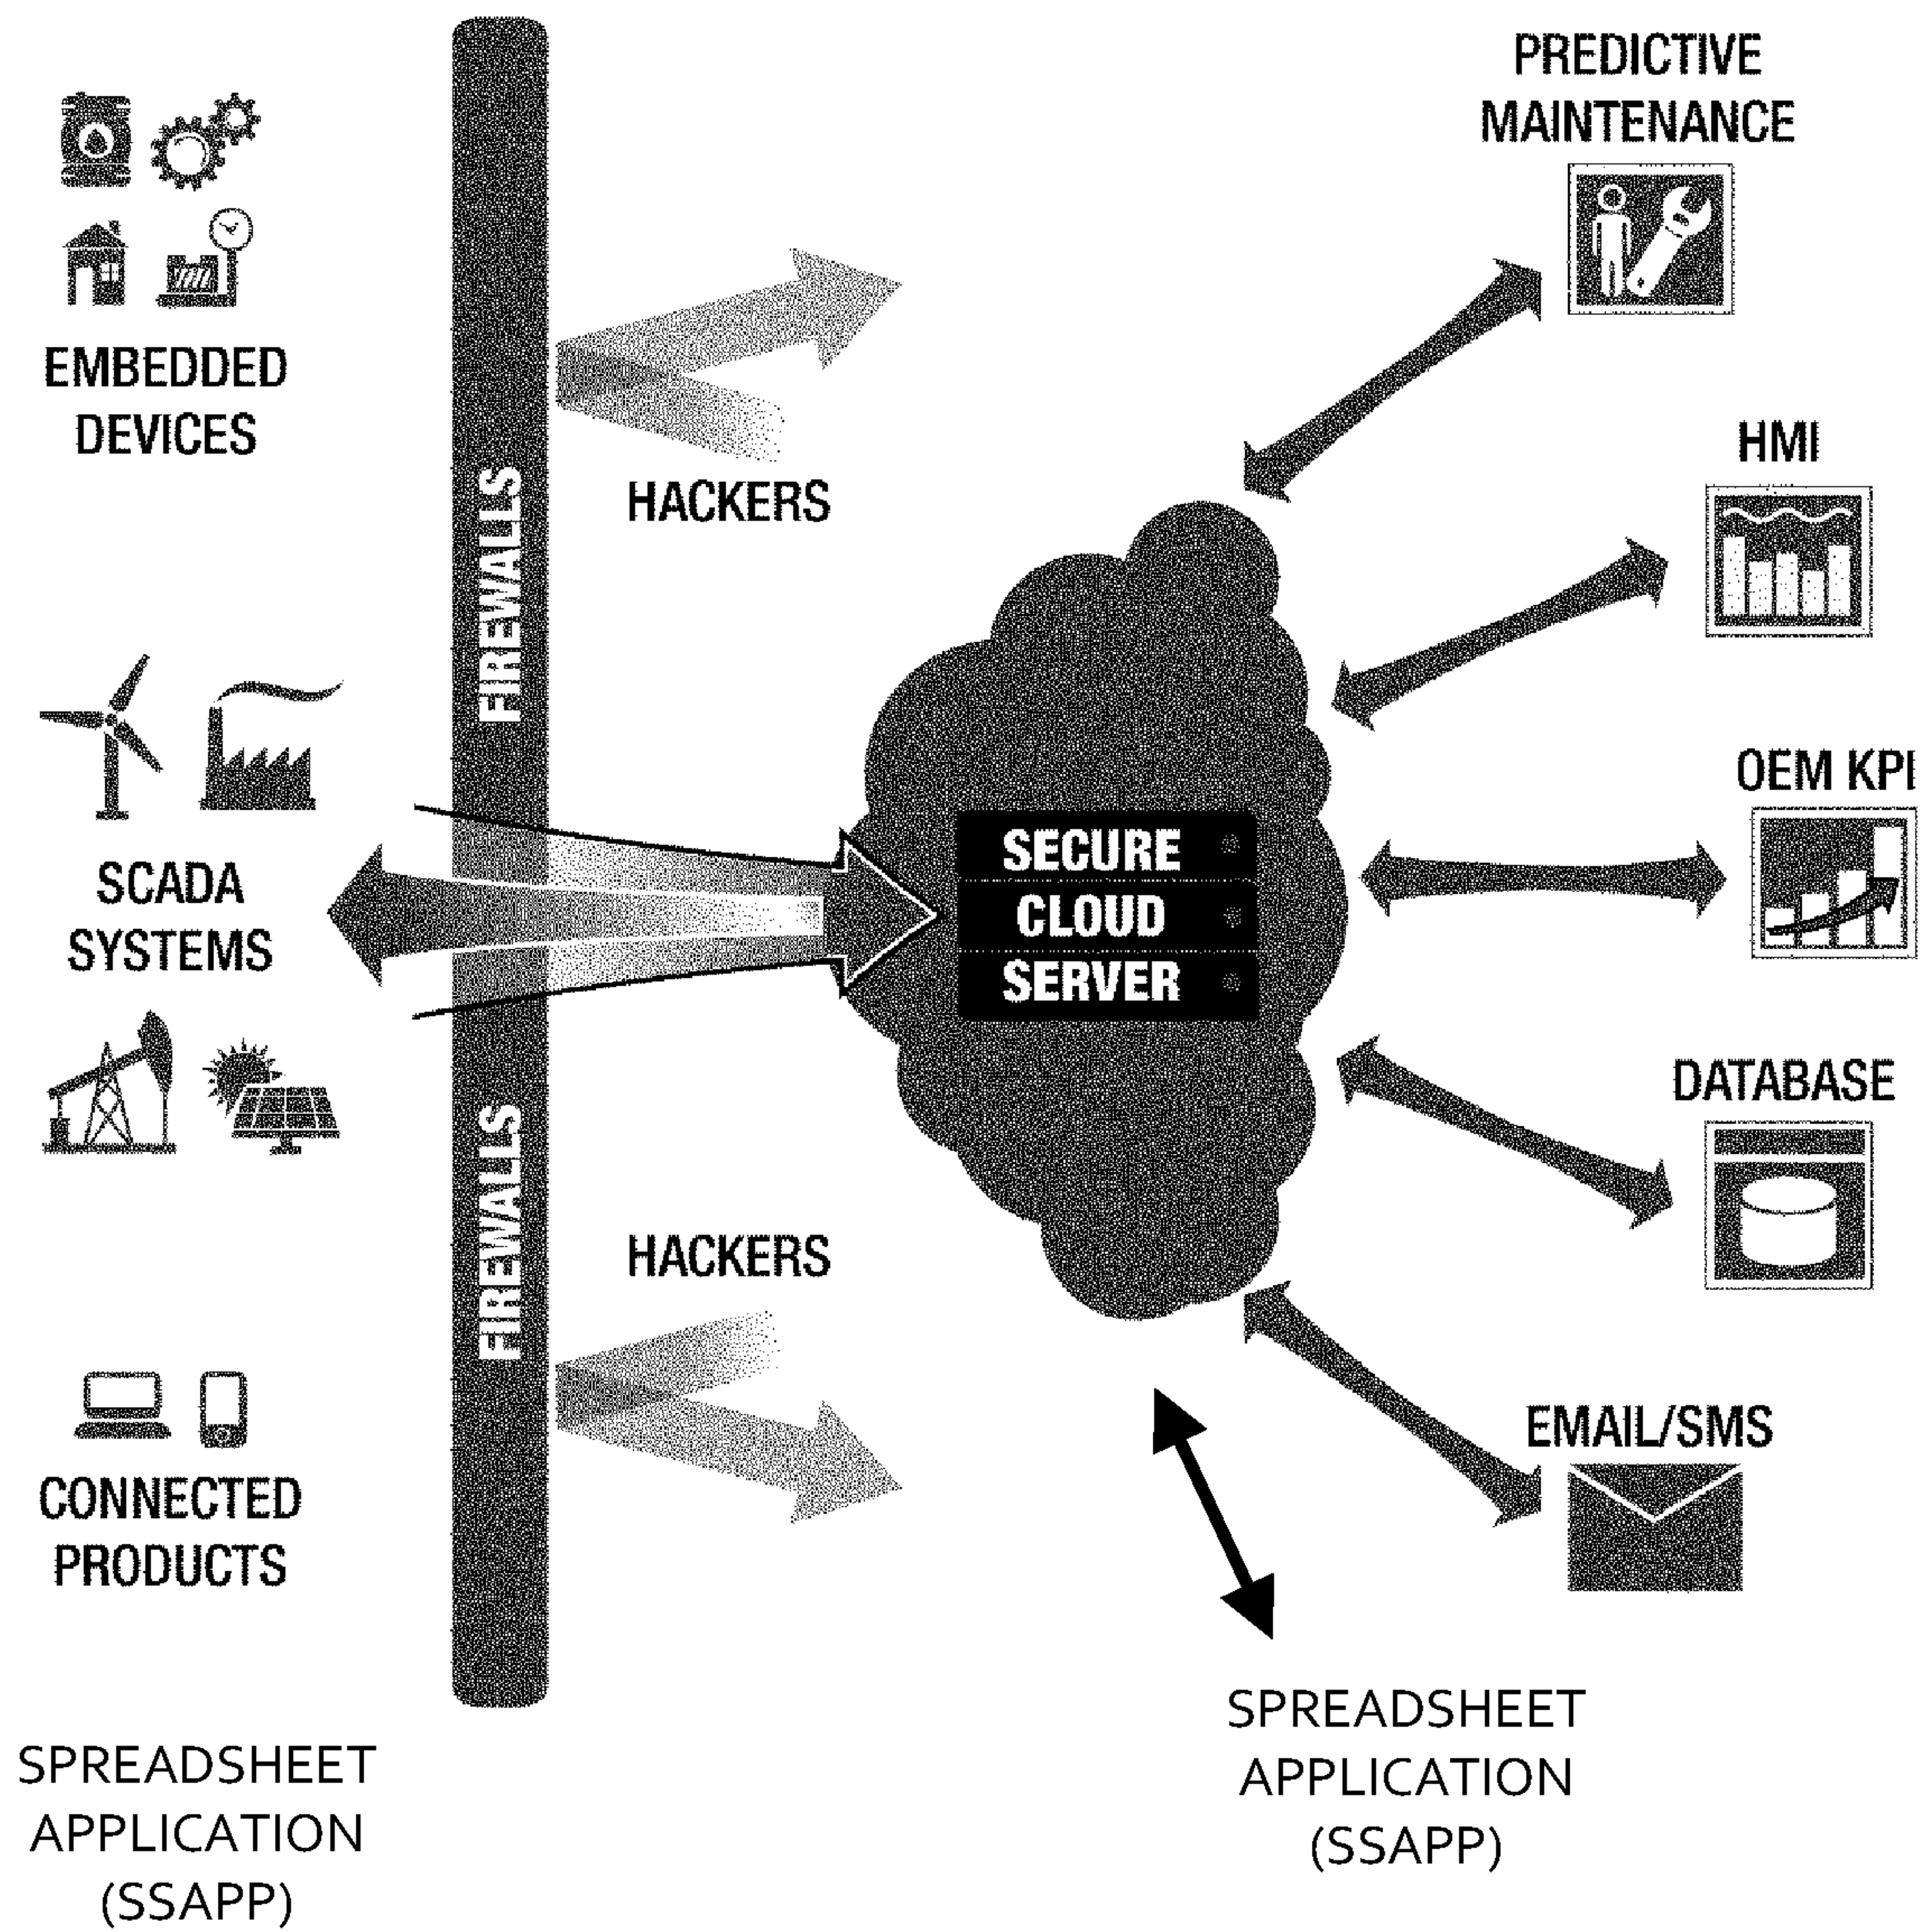 EMBEDDED
DEVICES
SCADA
SYSTEMS
CONNECTED
PRODUCTS
SPREADSHEET
APPLICATION
(SSAPP)
FIREWALLS
FIREWALLS
HACKERS
HACKERS
SECURE
CLOUD
SERVER
PREDICTIVE
MAINTENANCE
HMI
OEM KPI
DATABASE
EMAIL/SMS
SPREADSHEET
APPLICATION
(SSAPP)